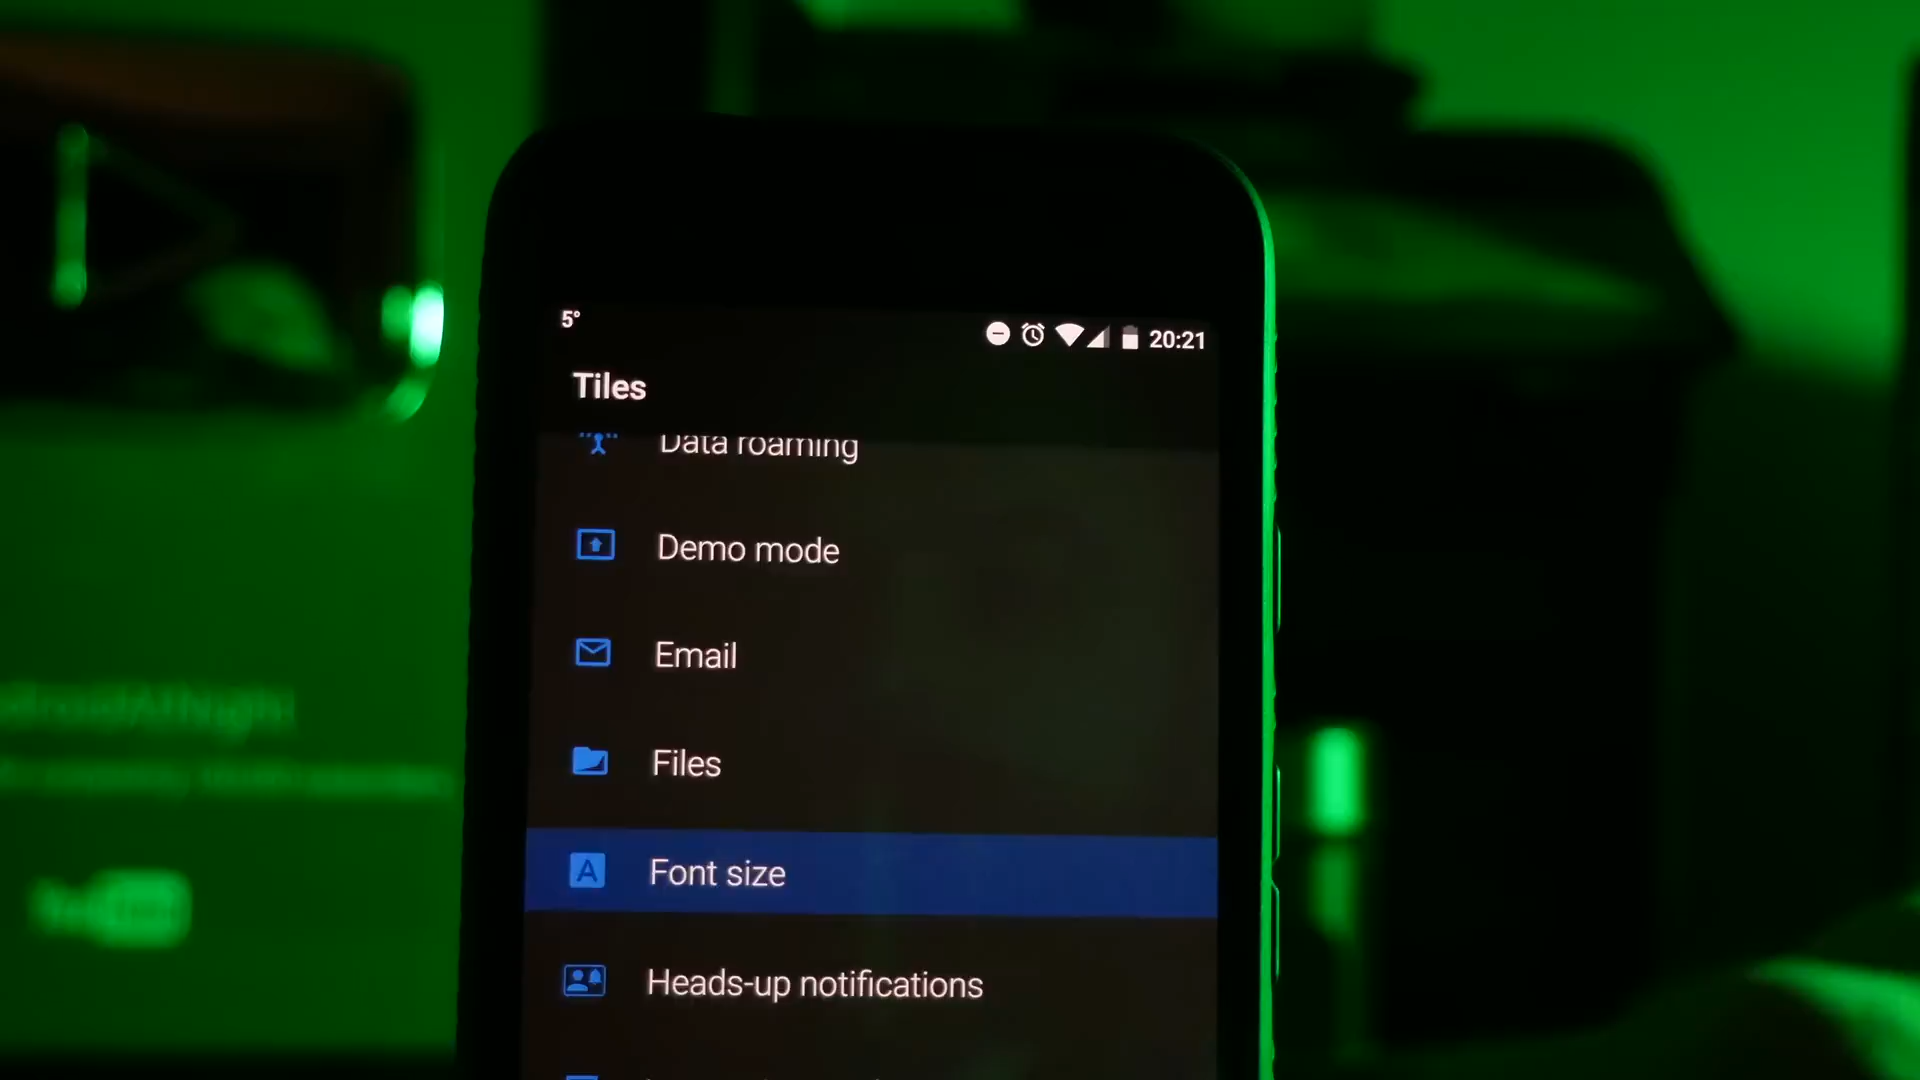 5°
20:21
Tiles
Data roaming
Demo mode
Email
Files
A Font size
Heads-up notifications